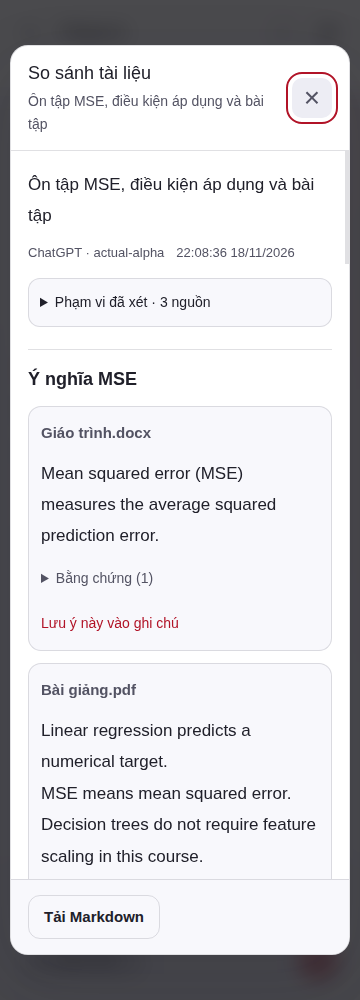 So sánh tài liệu
Ôn tập MSE, điều kiện áp dụng và bài
tập
Ôn tập MSE, điều kiện áp dụng và bài
tập
ChatGPT · actual-alpha 22:08:36 18/11/2026
Phạm vi đã xét · 3 nguồn
Ý nghĩa MSE
Giáo trình.docx
Mean squared error (MSE)
measures the average squared
prediction error.
Bằng chứng (1)
Lưu ý này vào ghi chú
Bài giảng.pdf
Linear regression predicts a
numerical target.
MSE means mean squared error.
Decision trees do not require feature
scaling in this course.
Tải Markdown